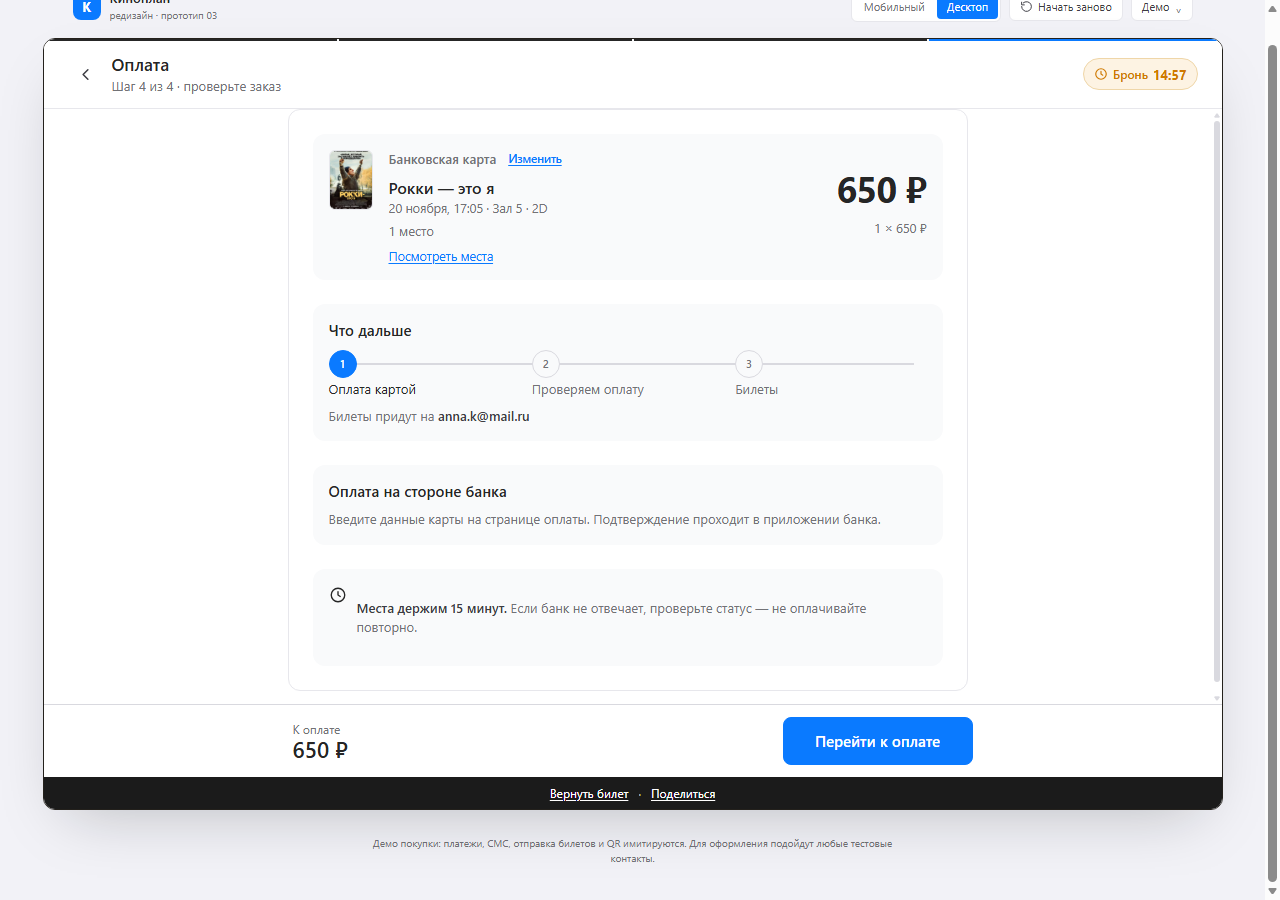 К
Киноплан
редизайн · прототип 03
Мобильный
Десктоп
Начать заново
Демо
Оплата
Шаг 4 из 4 · проверьте заказ
Бронь 14:57
РОККИ
Банковская карта Изменить
Рокки — это я
20 ноября, 17:05 · Зал 5 · 2D
1 место
Посмотреть места
650 ₽
1 × 650 ₽
Что дальше
1
2
3
Оплата картой
Проверяем оплату
Билеты
Билеты придут на anna.k@mail.ru
Оплата на стороне банка
Введите данные карты на странице оплаты. Подтверждение проходит в приложении банка.
Места держим 15 минут. Если банк не отвечает, проверьте статус — не оплачивайте
повторно.
К оплате
650 ₽
Перейти к оплате
Вернуть билет · Поделиться
Демо покупки: платежи, СМС, отправка билетов и QR имитируются. Для оформления подойдут любые тестовые
контакты.